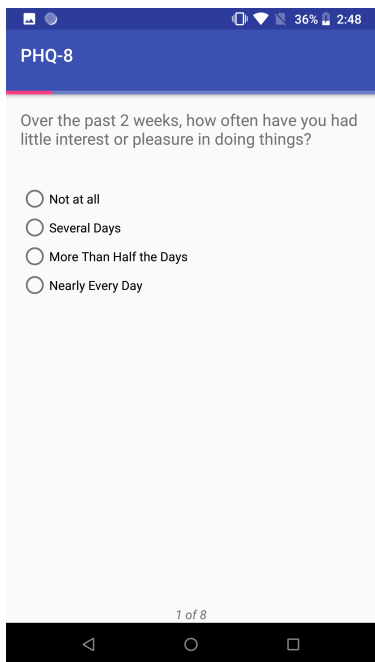 36% 2:48
PHQ-8
Over the past 2 weeks, how often have you had
little interest or pleasure in doing things?
Not at all
Several Days
More Than Half the Days
Nearly Every Day
1 of 8